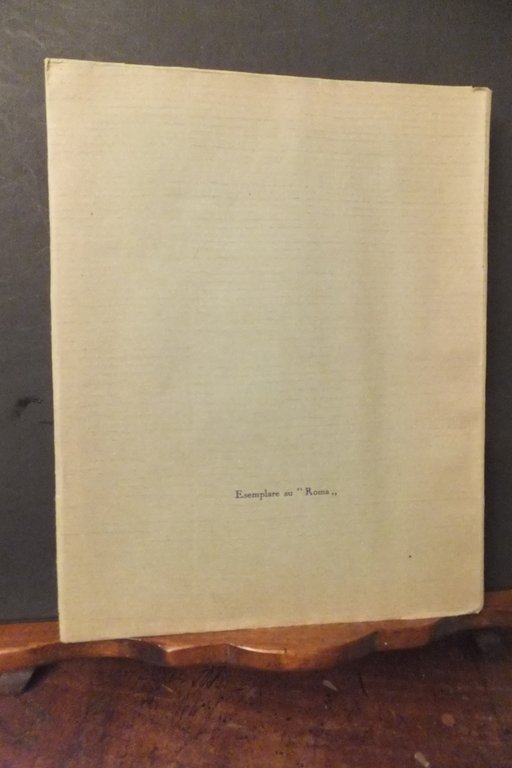 Esemplare su “ Roma „